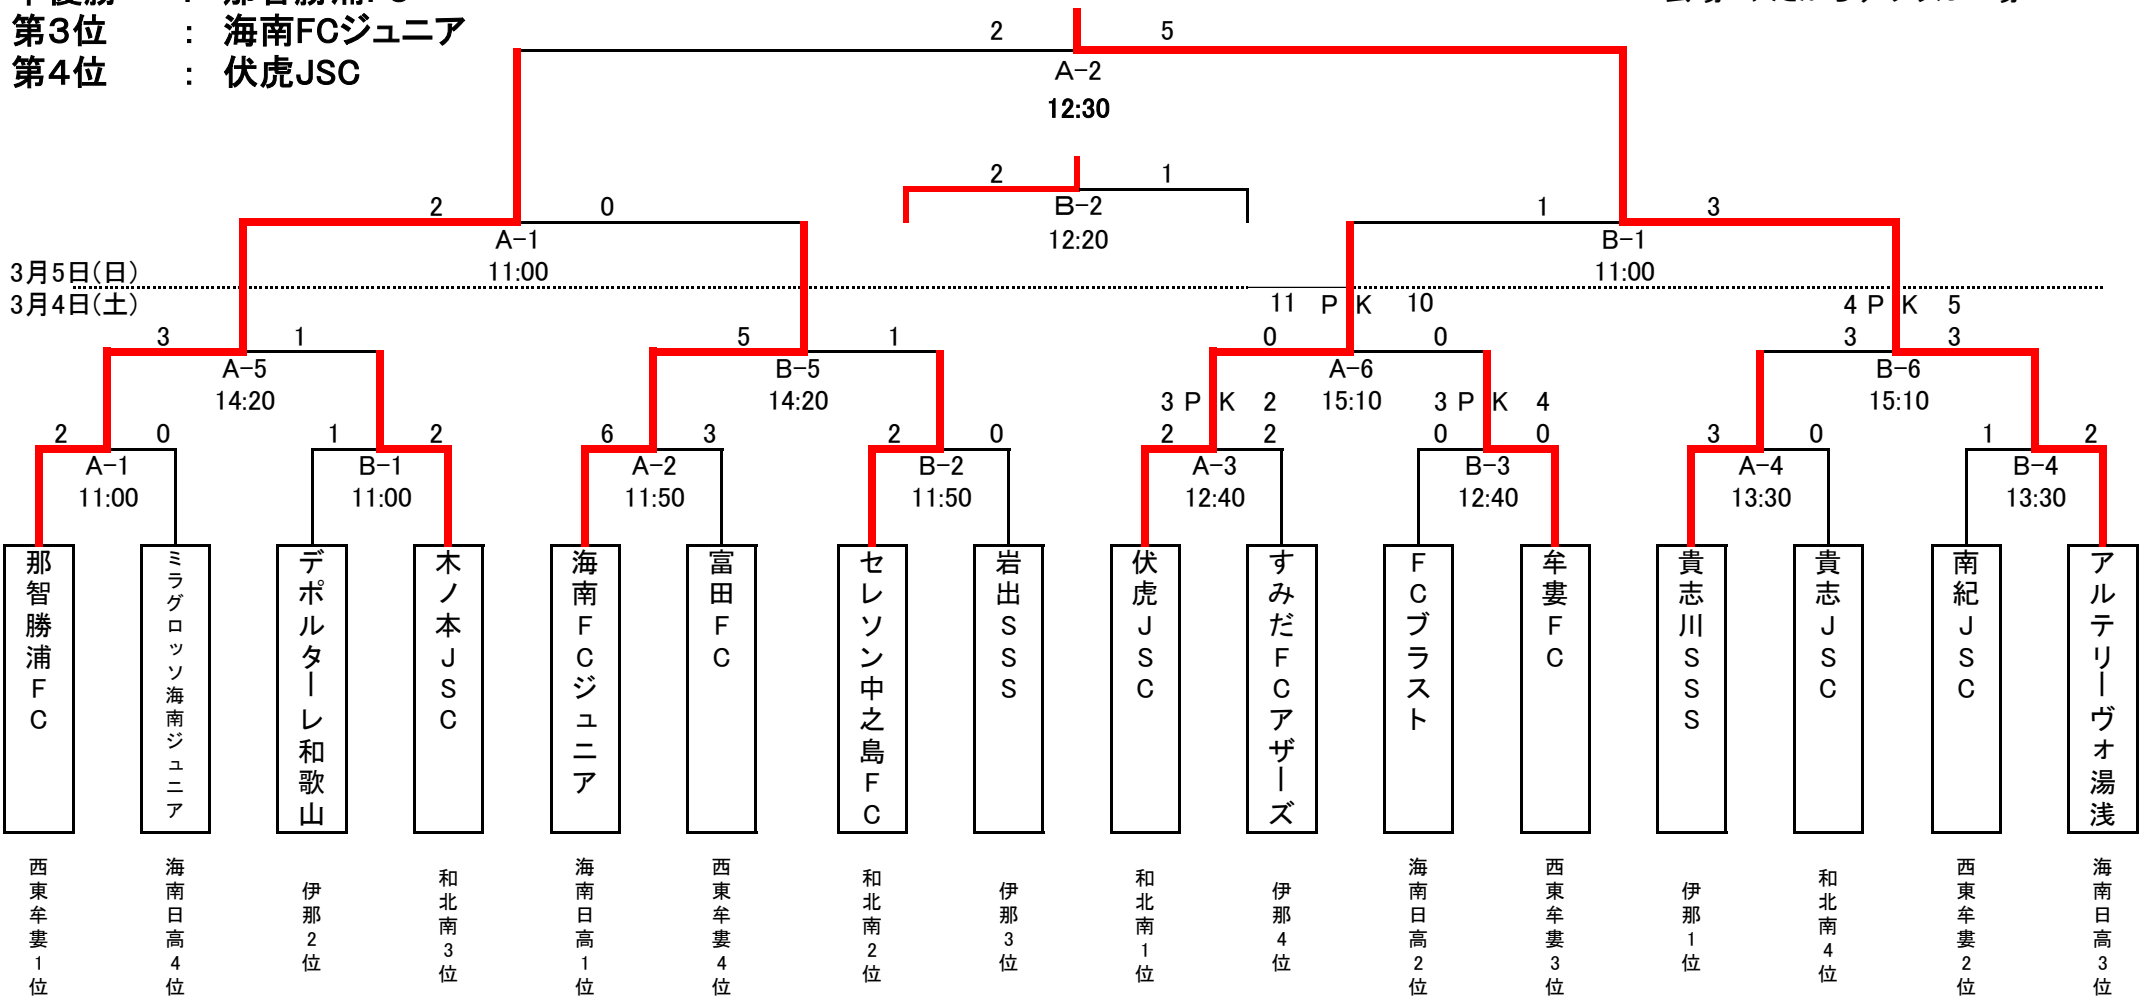 第3位 : 海南FCジュニア
第4位 : 伏虎JSC
2 5
A-2
12:30
2 1
B-2
12:20
2 0
A-1
11:00
1 3
B-1
11:00
3月5日(日)
3月4日(土)
11 P K 10
4 P K 5
3 1
A-5
14:20
5 1
B-5
14:20
0 0
A-6
15:10
3 3
B-6
15:10
3 P K 2
3 P K 4
2 0
A-1
11:00
1 2
B-1
11:00
6 3
A-2
11:50
2 0
B-2
11:50
2 2
A-3
12:40
0 0
B-3
12:40
3 0
A-4
13:30
1 2
B-4
13:30
那智勝浦FC
ミラグロッソ海南ジュニア
デポルターレ和歌山
木ノ本JSC
海南FCジュニア
富田FC
セレソン中之島FC
岩出SSS
伏虎JSC
すみだFCアザーズ
FCブラスト
牟婁FC
貴志川SSS
貴志JSC
南紀JSC
アルテリーヴォ湯浅
西東牟婁1位
海南日高4位
伊那2位
和北南3位
海南日高1位
西東牟婁4位
和北南2位
伊那3位
和北南1位
伊那4位
海南日高2位
西東牟婁3位
伊那1位
和北南4位
西東牟婁2位
海南日高3位